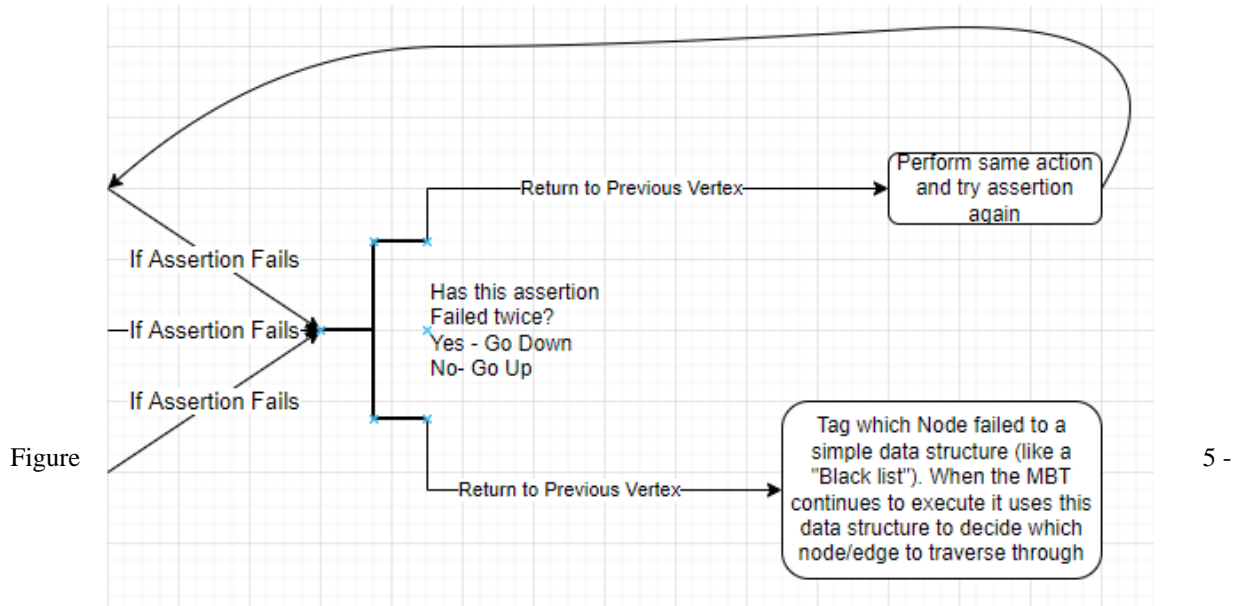 Perform same action
and try assertion
again
Return to Previous Vertex
If Assertion Fails
Has this assertion
Failed twice?
Yes - Go Down
No- Go Up
If Assertion Fails
If Assertion Fails
Return to Previous Vertex
Tag which Node failed to a
simple data structure (like a
"Black list"). When the MBT
continues to execute it uses this
data structure to decide which
node/edge to traverse through
Figure 5 -